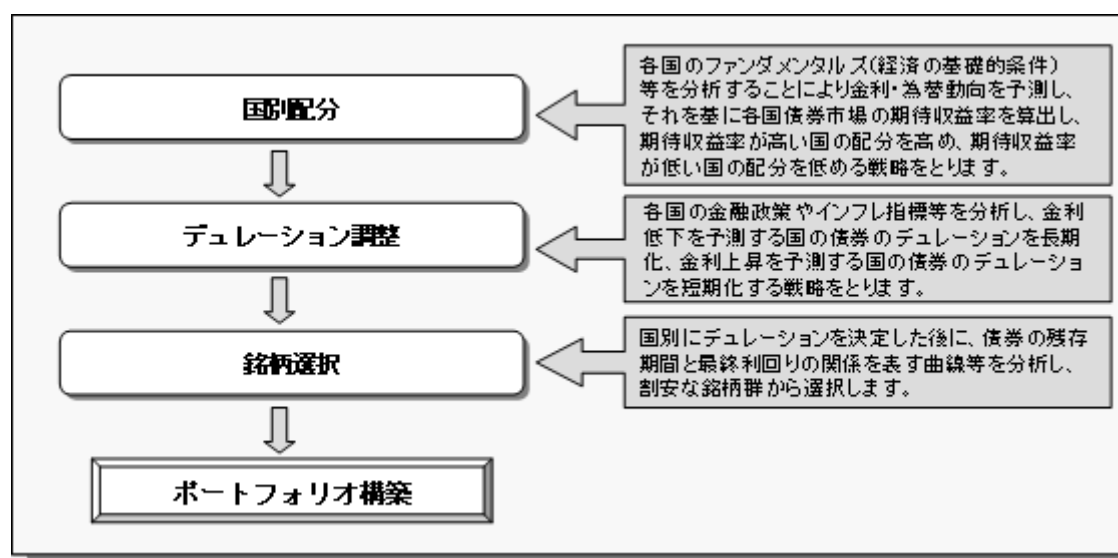 国別配分
各国のファンダメンタルズ(経済の基礎的条件)
等を分析することにより金利・為替動向を予測し、
それを基に各国債券市場の期待収益率を算出し、
期待収益率が高い国の配分を高め、期待収益率
が低い国の配分を低める戦略をとります。
デュレーション調整
各国の金融政策やインフレ指標等を分析し、金利
低下を予測する国の債券のデュレーションを長期
化、金利上昇を予測する国の債券のデュレーショ
ンを短期化する戦略をとります。
銘柄選択
国別にデュレーションを決定した後に、債券の残存
期間と最終利回りの関係を表す曲線等を分析し、
割安な銘柄群から選択します。
ポートフォリオ構築